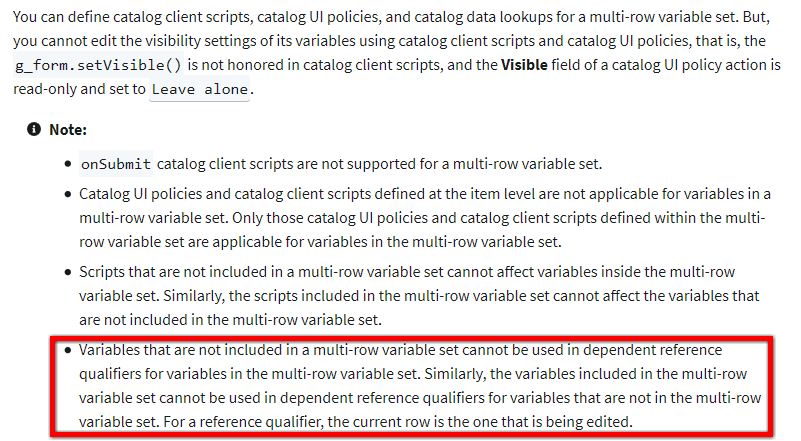 You can define catalog client scripts, catalog UI policies, and catalog data lookups for a multi-row variable set. But,
you cannot edit the visibility settings of its variables using catalog client scripts and catalog UI policies, that is, the
g_form.setVisible() is not honored in catalog client scripts, and the Visible field of a catalog UI policy action is
read-only and set to Leave alone.
Note:
• onSubmit catalog client scripts are not supported for a multi-row variable set.
• Catalog UI policies and catalog client scripts defined at the item level are not applicable for variables in a
multi-row variable set. Only those catalog UI policies and catalog client scripts defined within the multi-
row variable set are applicable for variables in the multi-row variable set.
• Scripts that are not included in a multi-row variable set cannot affect variables inside the multi-row
variable set. Similarly, the scripts included in the multi-row variable set cannot affect the variables that
are not included in the multi-row variable set.
• Variables that are not included in a multi-row variable set cannot be used in dependent reference
qualifiers for variables in the multi-row variable set. Similarly, the variables included in the multi-row
variable set cannot be used in dependent reference qualifiers for variables that are not in the multi-row
variable set. For a reference qualifier, the current row is the one that is being edited.